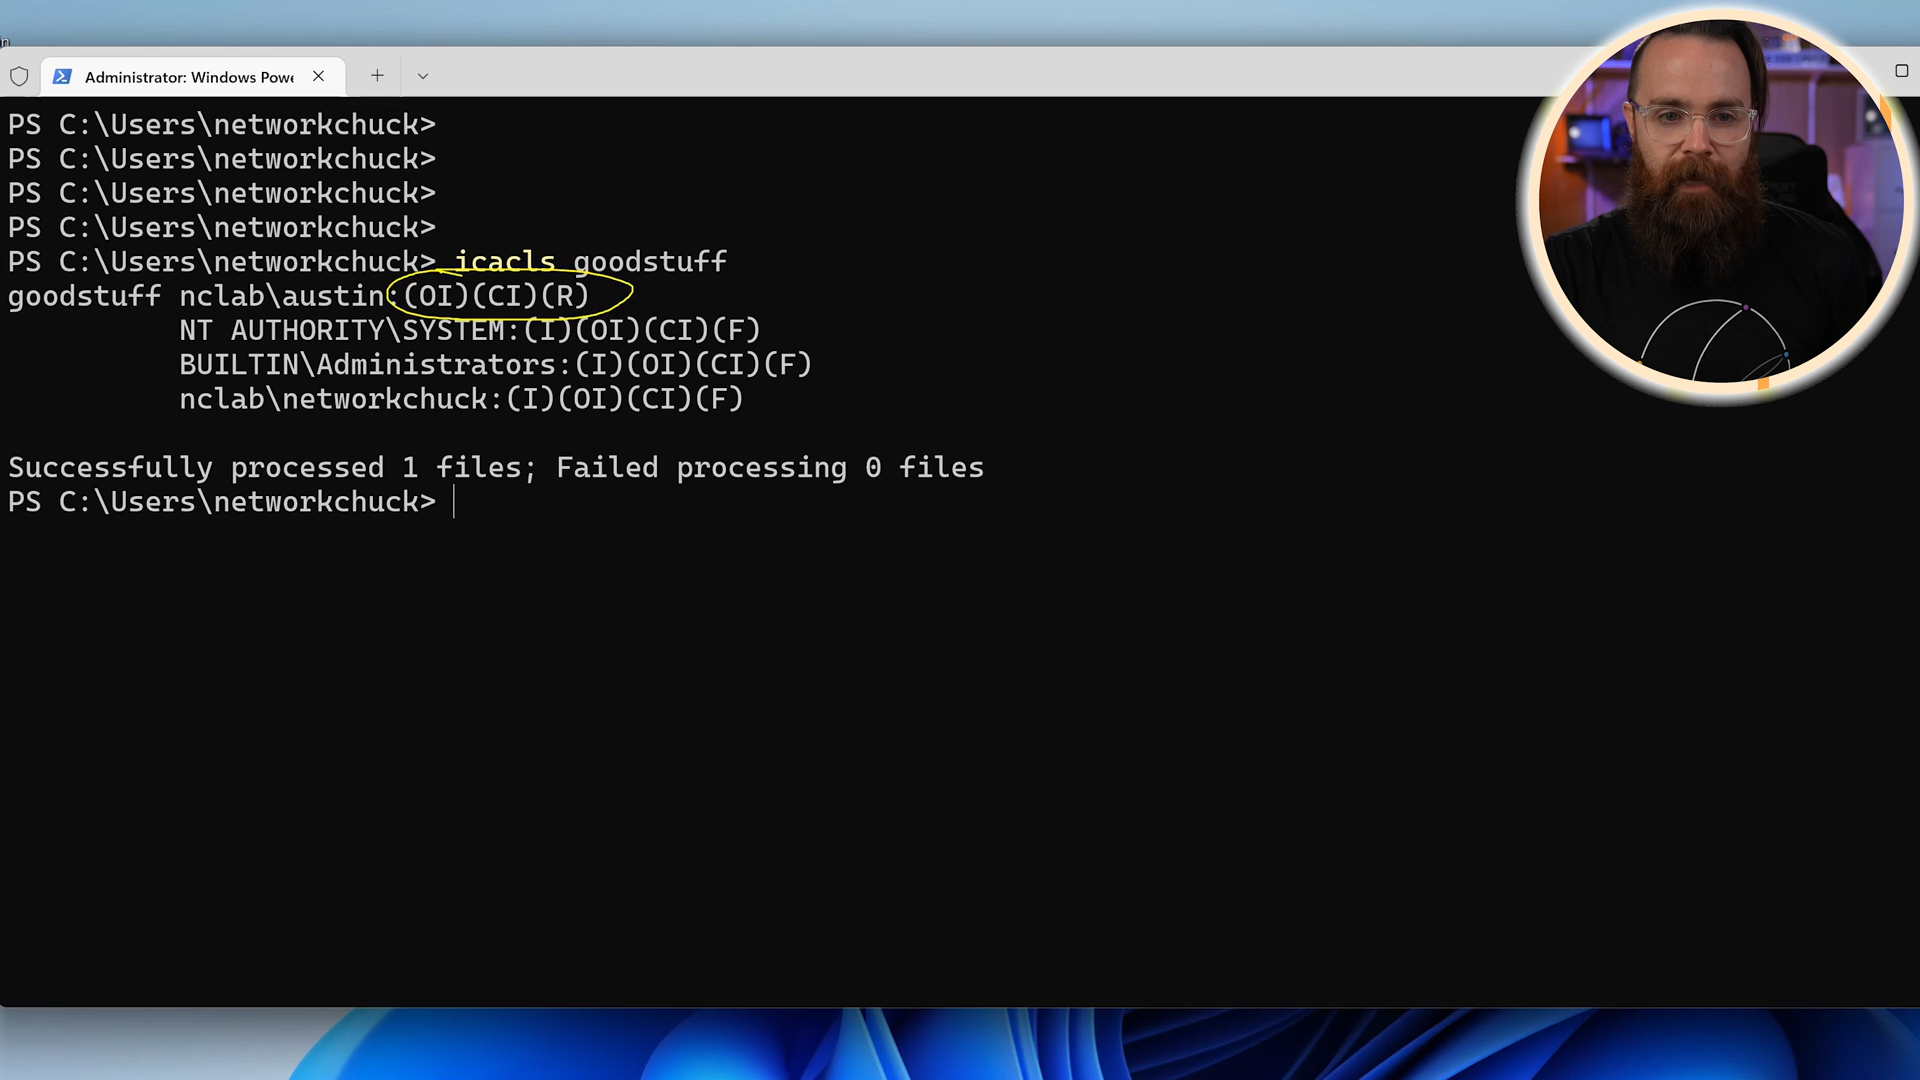 Administrator: Windows Powe
PS C:\Users\networkchuck>
PS C:\Users\networkchuck>
PS C:\Users\networkchuck>
PS C:\Users\networkchuck>
PS C:\Users\networkchuck> icacls goodstuff
goodstuff nclab\austin:(OI)(CI)(R)
NT AUTHORITY\SYSTEM:(I)(OI)(CI)(F)
BUILTIN\Administrators:(I)(OI)(CI)(F)
nclab\networkchuck:(I)(OI)(CI)(F)
Successfully processed 1 files; Failed processing 0 files
PS C:\Users\networkchuck>